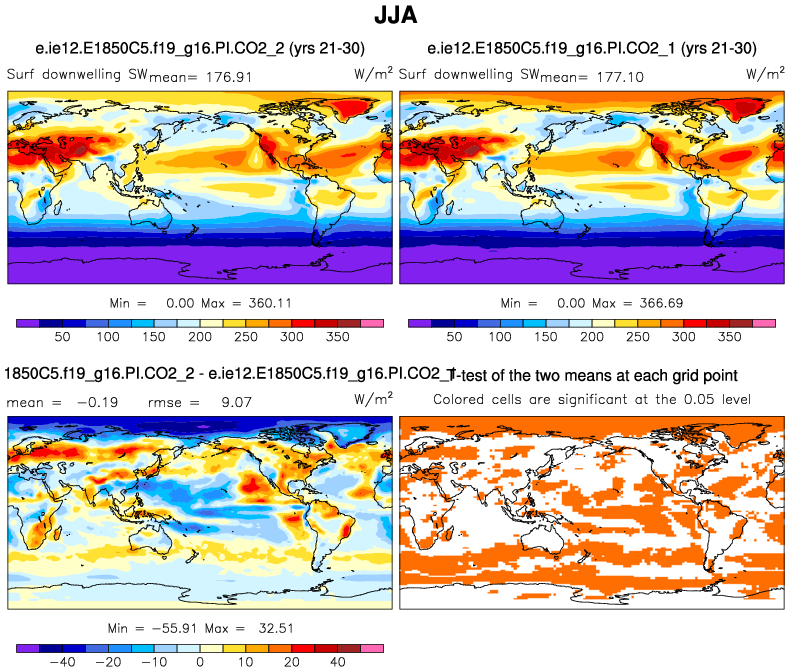 JJA
e.ie12.E1850C5.f19_g16.PI.CO2_2 (yrs 21-30)
e.ie12.E1850C5.f19_g16.PI.CO2_1 (yrs 21-30)
Surf downwelling SW mean= 176.91 W/m²
Surf downwelling SW mean= 177.10 W/m²
Min = 0.00 Max = 360.11
Min = 0.00 Max = 366.69
50 100 150 200 250 300 350
50 100 150 200 250 300 350
1850C5.f19_g16.PI.CO2_2 - e.ie12.E1850C5.f19_g16.PI.CO2_1
T-test of the two means at each grid point
mean = -0.19 rmse = 9.07 W/m²
Colored cells are significant at the 0.05 level
Min = -55.91 Max = 32.51
-40 -20 -10 0 10 20 40